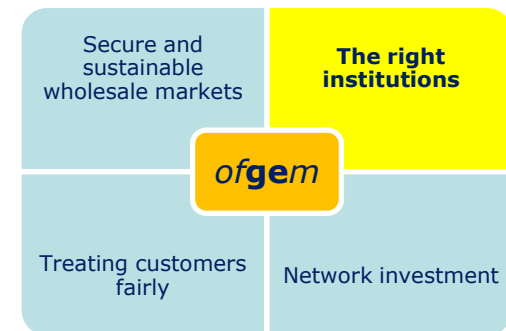 Secure and
sustainable
wholesale markets
The right
institutions
ofgem
Treating customers
fairly
Network investment